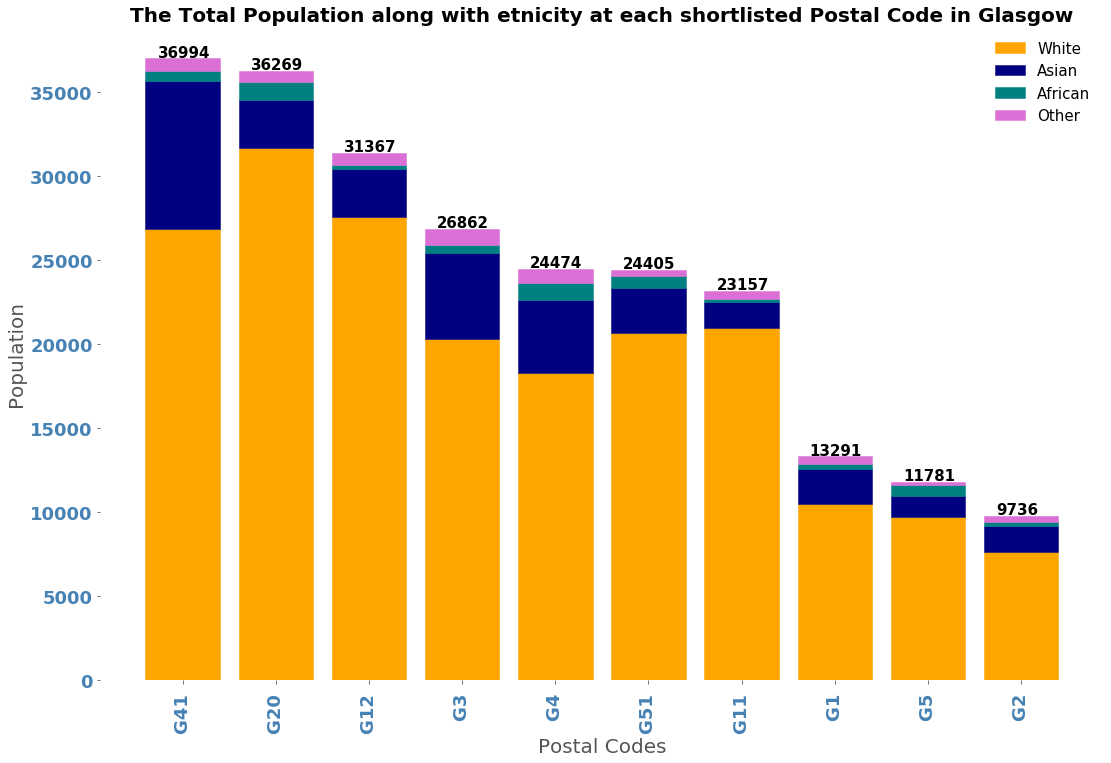 The Total Population along with etnicity at each shortlisted Postal Code in Glasgow
White
Asian
African
Other
36994
36269
31367
26862
24474
24405
23157
13291
11781
9736
35000
30000
25000
20000
15000
10000
5000
0
Population
G41
G20
G12
G3
G4
G51
G11
G1
G5
G2
Postal Codes